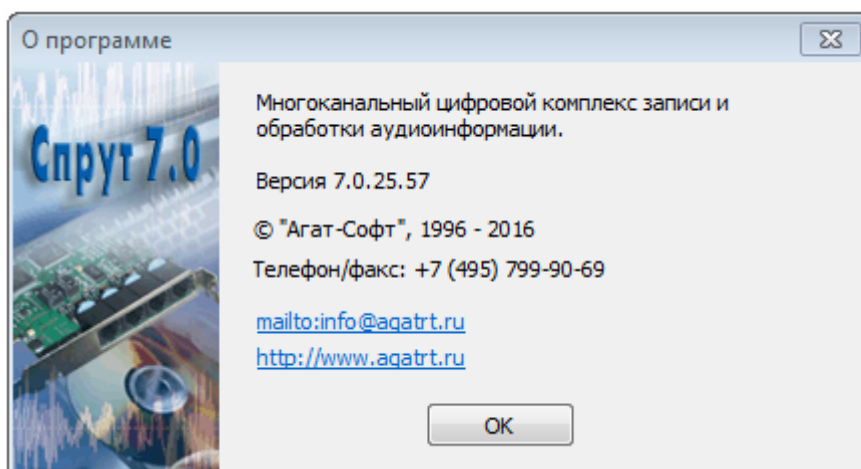 О программе
Спрут 7.0
Многоканальный цифровой комплекс записи и
обработки аудиоинформации.
Версия 7.0.25.57
© "Агат-Софт", 1996 - 2016
Телефон/факс: +7 (495) 799-90-69
mailto:info@agatrt.ru
http://www.agatrt.ru
OK